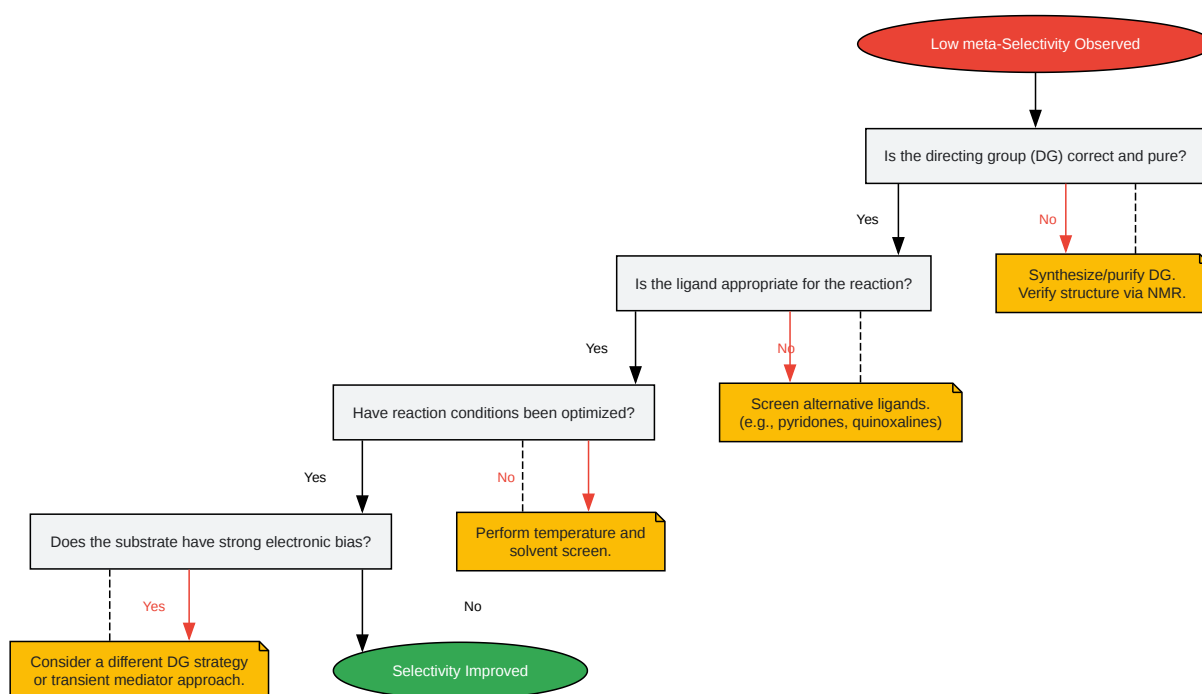 Low meta-Selectivity Observed
Is the directing group (DG) correct and pure?
Yes
No
Is the ligand appropriate for the reaction?
Synthesize/purify DG.
Verify structure via NMR.
Yes
No
Have reaction conditions been optimized?
Screen alternative ligands.
(e.g., pyridones, quinoxalines)
Yes
No
Does the substrate have strong electronic bias?
Perform temperature and
solvent screen.
Yes
No
Consider a different DG strategy
or transient mediator approach.
Selectivity Improved